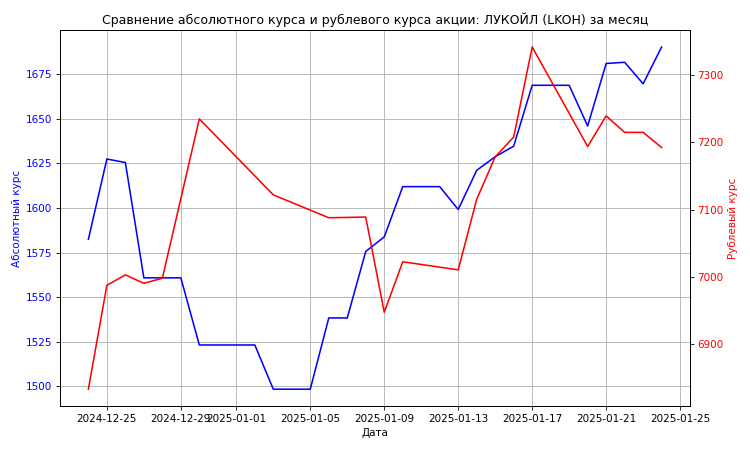 Сравнение абсолютного курса и рублевого курса акции: ЛУКОЙЛ (LKOH) за месяц
Абсолютный курс
1675
1650
1625
1600
1575
1550
1525
1500
7300
7200
7100
7000
6900
Рублевый курс
2024-12-25 2024-12-29 2025-01-01 2025-01-05 2025-01-09 2025-01-13 2025-01-17 2025-01-21 2025-01-25
Дата